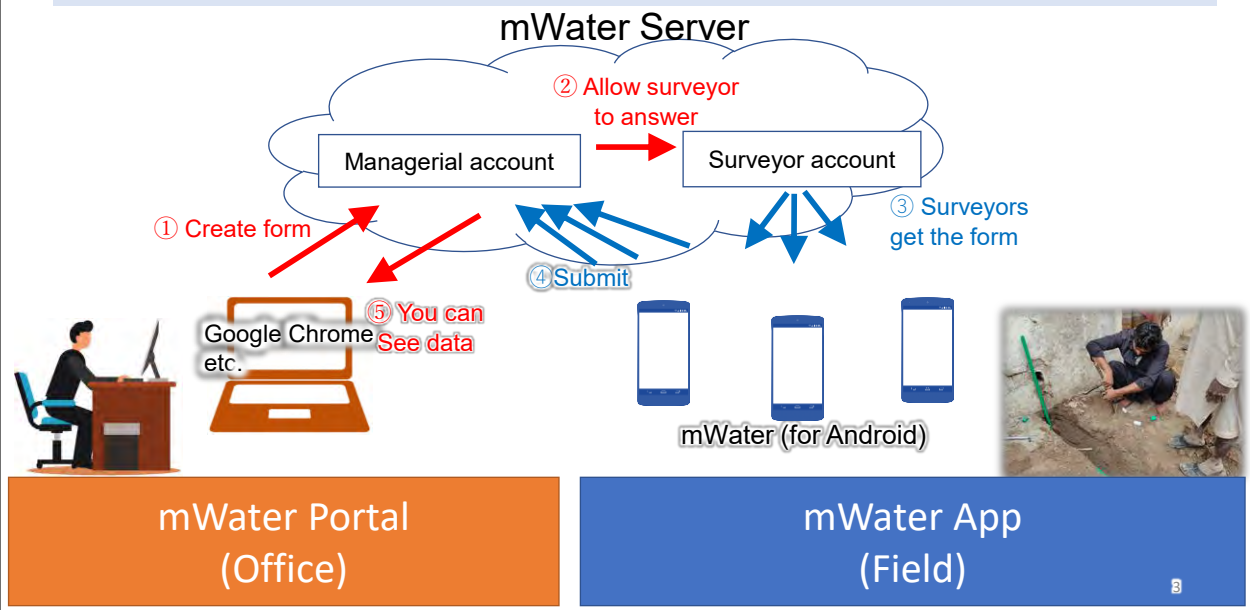 mWater Server
② Allow surveyor
to answer
Managerial account
Surveyor account
① Create form
③ Surveyors
get the form
④Submit
⑤ You can
See data
Google Chrome
etc.
mWater (for Android)
mWater Portal
(Office)
mWater App
(Field)
3